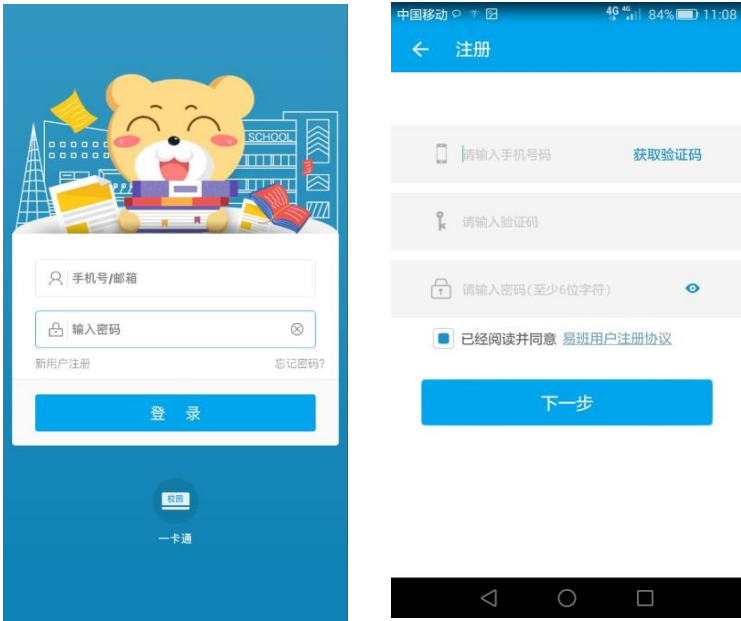 SCHOOL
手机号/邮箱
输入密码
新用户注册 忘记密码?
登 录
校园
一卡通
中国移动 4G 4G 84% 11:08
注册
请输入手机号码 获取验证码
请输入验证码
请输入密码(至少6位字符)
已经阅读并同意 易班用户注册协议
下一步